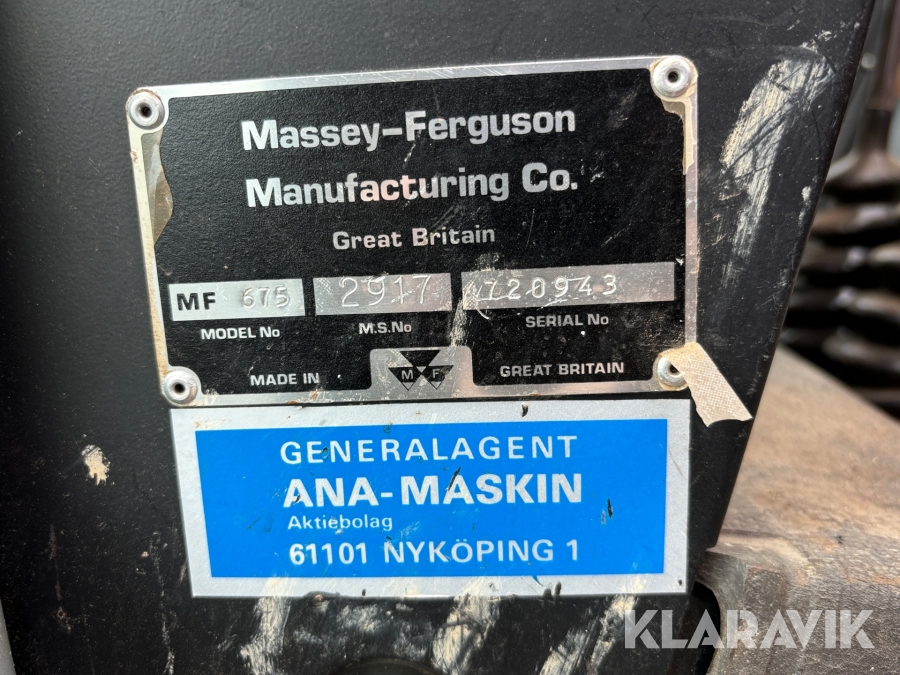 Massey-Ferguson
Manufacturing Co.
Great Britain
MF 675 2917 720943
MODEL No M.S.No SERIAL No
MADE IN M F GREAT BRITAIN
GENERALAGENT
ANA-MASKIN
Aktiebolag
61101 NYKÖPING 1
KLARAVIK